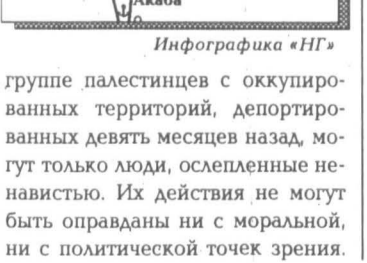 Акаба
Инфографика «НГ»
группе палестинцев с оккупиро-
ванных территорий, депортиро-
ванных девять месяцев назад, мо-
гут только люди, ослепленные не-
навистью. Их действия не могут
быть оправданы ни с моральной,
ни с политической точек зрения.